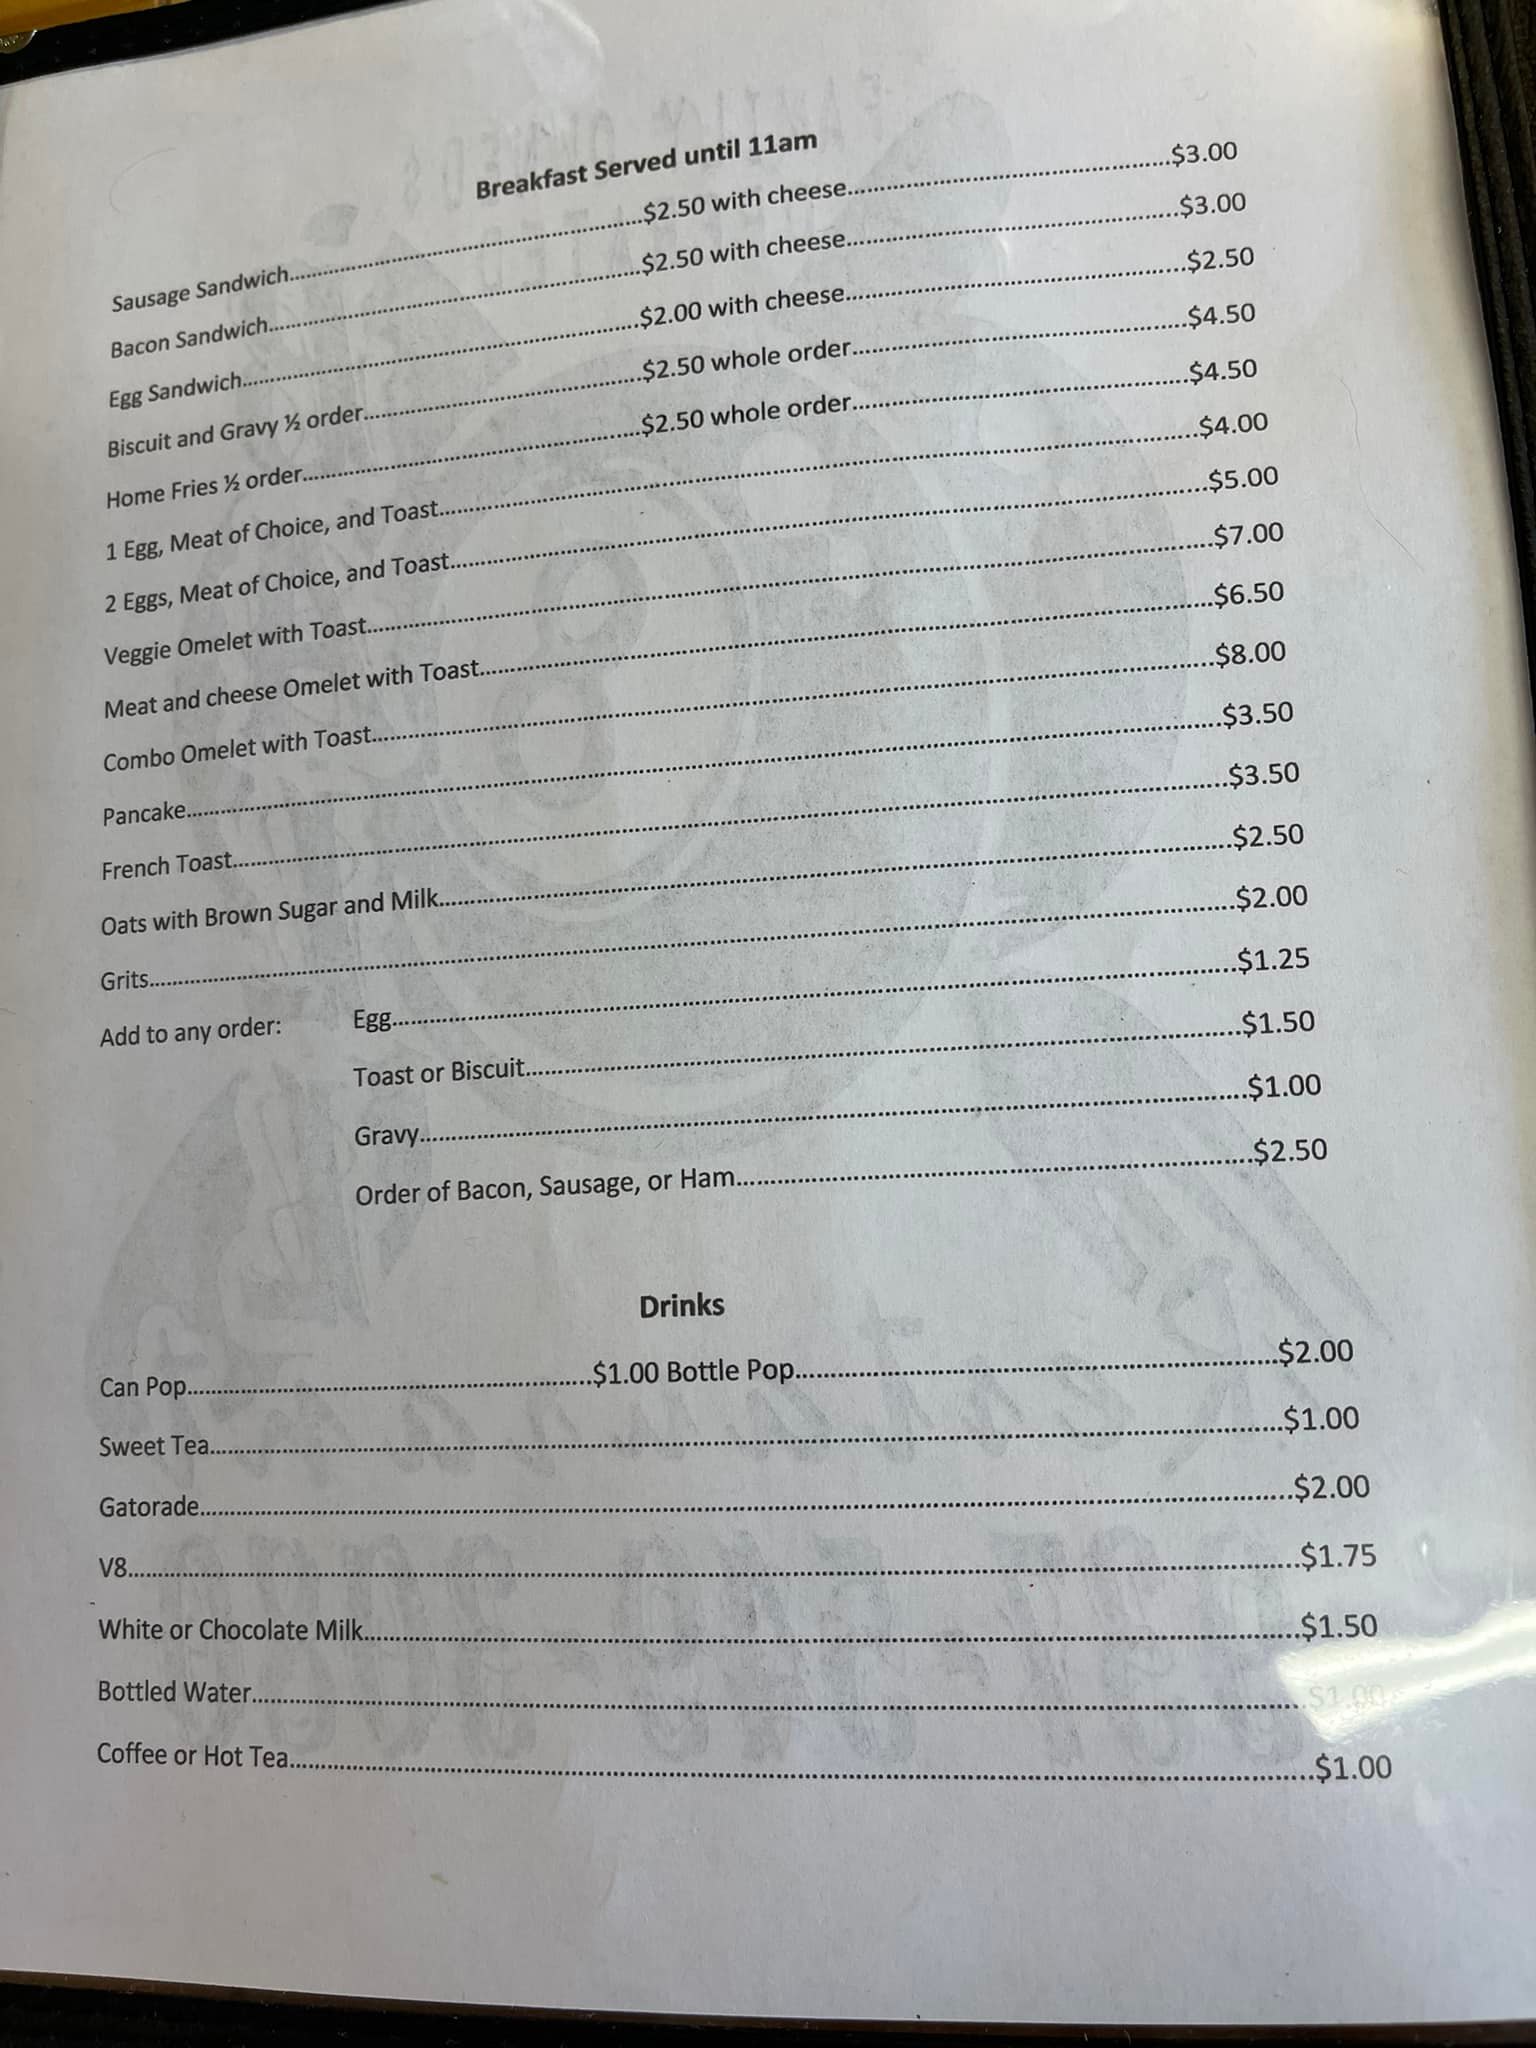 Breakfast Served until 11am
Sausage Sandwich.....$2.50 with cheese.....$3.00
Bacon Sandwich.....$2.50 with cheese.....$3.00
Egg Sandwich.....$2.00 with cheese.....$2.50
Biscuit and Gravy ½ order.....$2.50 whole order.....$4.50
Home Fries ½ order.....$2.50 whole order.....$4.50
1 Egg, Meat of Choice, and Toast.....$4.00
2 Eggs, Meat of Choice, and Toast.....$5.00
Veggie Omelet with Toast.....$7.00
Meat and cheese Omelet with Toast.....$6.50
Combo Omelet with Toast.....$8.00
Pancake.....$3.50
French Toast.....$3.50
Oats with Brown Sugar and Milk.....$2.50
Grits.....$2.00
Add to any order: Egg.....$1.25
Toast or Biscuit.....$1.50
Gravy.....$1.00
Order of Bacon, Sausage, or Ham.....$2.50
Drinks
Can Pop.....$1.00 Bottle Pop.....$2.00
Sweet Tea.....$1.00
Gatorade.....$2.00
V8.....$1.75
White or Chocolate Milk.....$1.50
Bottled Water.....$1.00
Coffee or Hot Tea.....$1.00